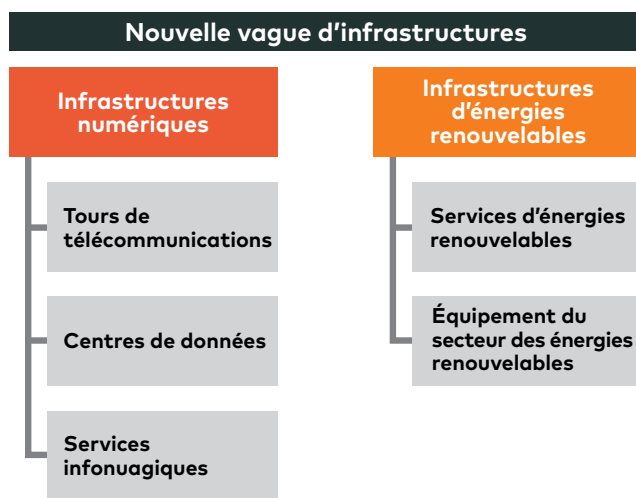 Nouvelle vague d’infrastructures
Infrastructures
numériques
Tours de
télécommunications
Centres de données
Services
infonuagiques
Infrastructures
d’énergies
renouvelables
Services d’énergies
renouvelables
Équipement du
secteur des énergies
renouvelables